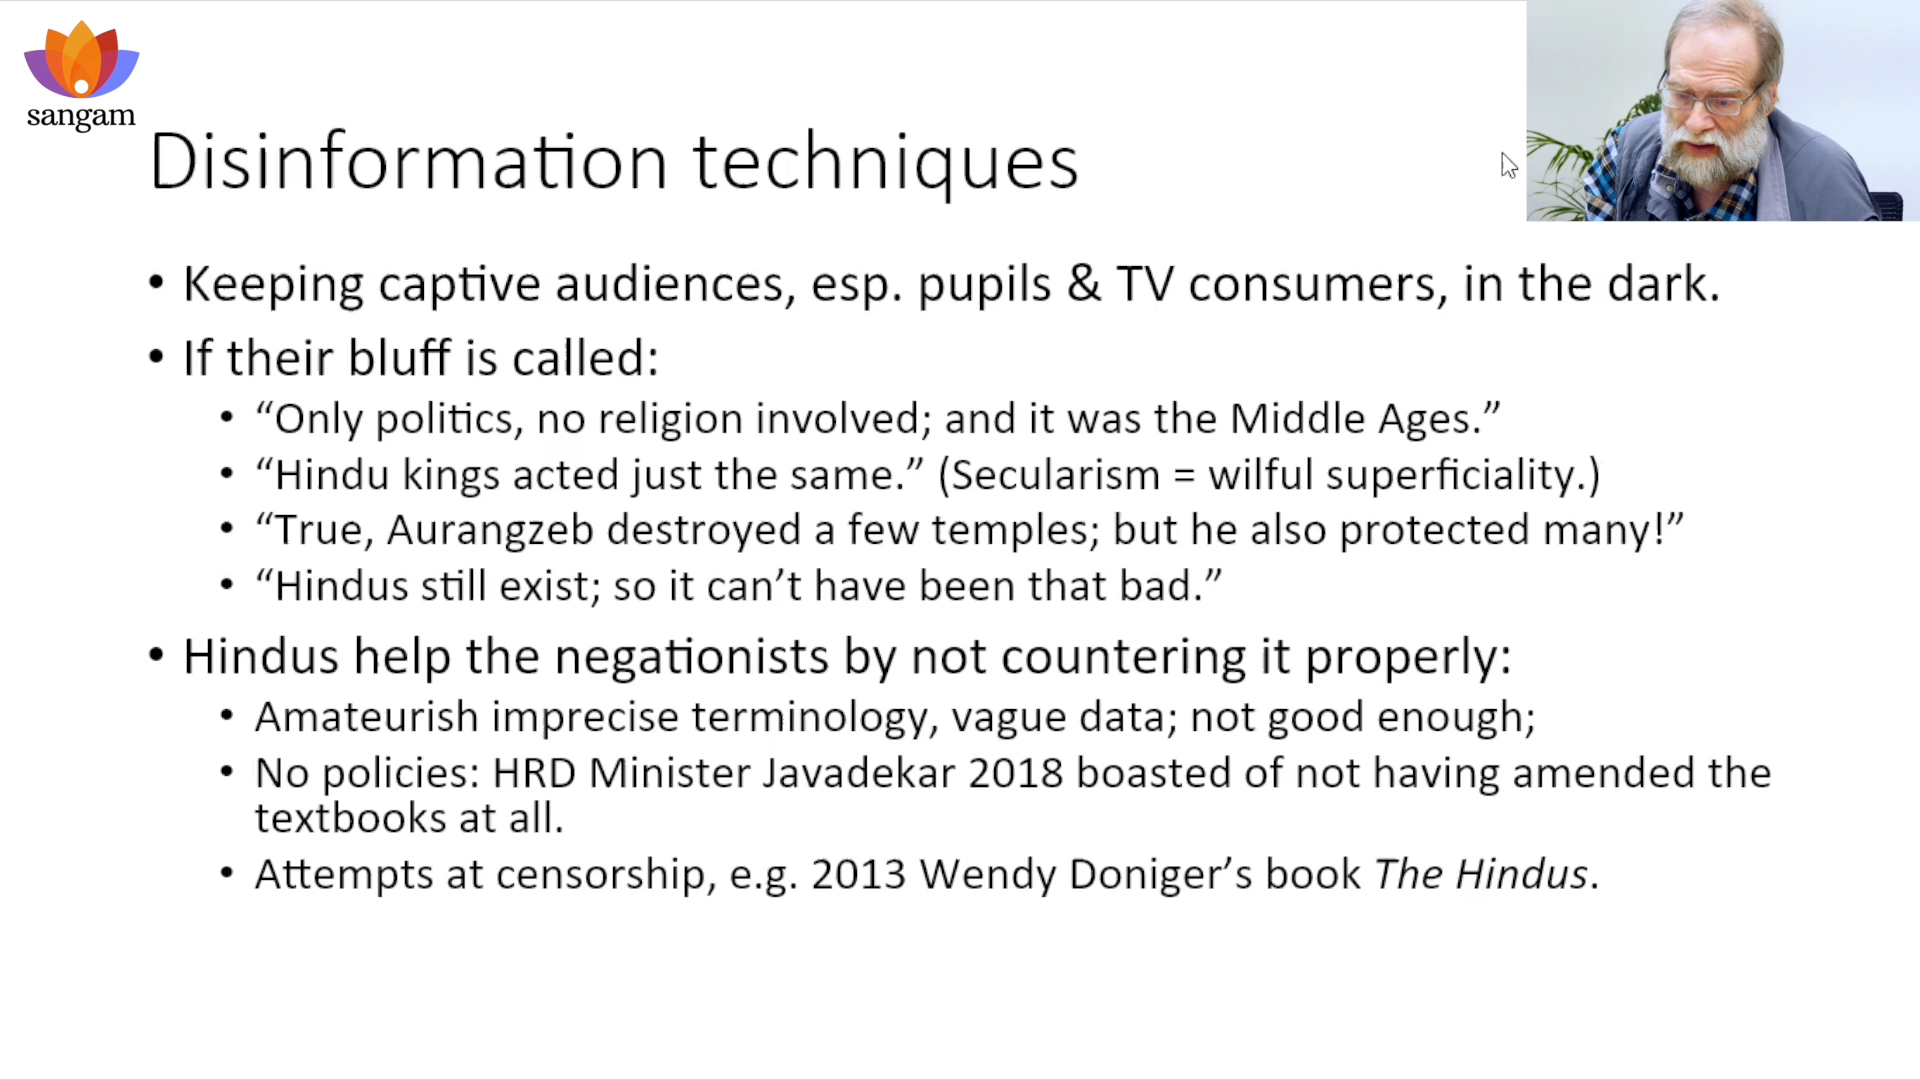 sangam
Disinformation techniques
• Keeping captive audiences, esp. pupils & TV consumers, in the dark.
• If their bluff is called:
• “Only politics, no religion involved; and it was the Middle Ages.”
• “Hindu kings acted just the same.” (Secularism = wilful superficiality.)
• “True, Aurangzeb destroyed a few temples; but he also protected many!”
• “Hindus still exist; so it can’t have been that bad.”
• Hindus help the negationists by not countering it properly:
• Amateurish imprecise terminology, vague data; not good enough;
• No policies: HRD Minister Javadekar 2018 boasted of not having amended the
textbooks at all.
• Attempts at censorship, e.g. 2013 Wendy Doniger’s book The Hindus.